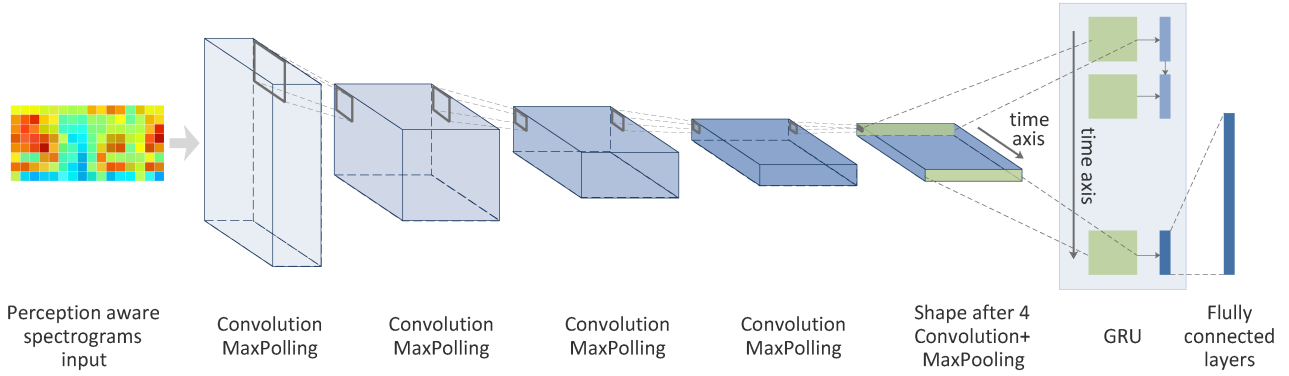 time
axis
time axis
Perception aware
spectrograms
input
Convolution
MaxPolling
Convolution
MaxPolling
Convolution
MaxPolling
Convolution
MaxPolling
Shape after 4
Convolution+
MaxPooling
GRU
Flully
connected
layers